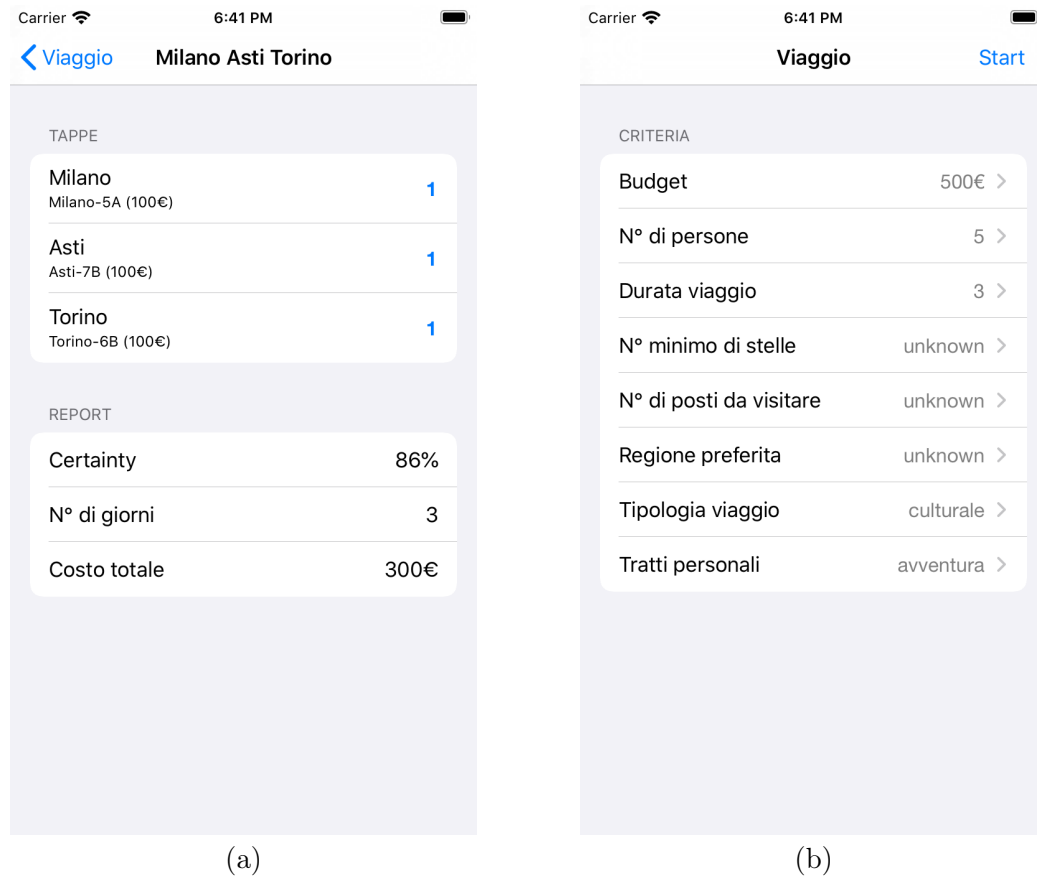 Carrier 6:41 PM
Viaggio Milano Asti Torino
TAPPE
Milano 1
Milano-5A (100€)
Asti 1
Asti-7B (100€)
Torino 1
Torino-6B (100€)
REPORT
Certainty 86%
N° di giorni 3
Costo totale 300€
(a)
Carrier 6:41 PM
Viaggio Start
CRITERIA
Budget 500€
N° di persone 5
Durata viaggio 3
N° minimo di stelle unknown
N° di posti da visitare unknown
Regione preferita unknown
Tipologia viaggio culturale
Tratti personali avventura
(b)